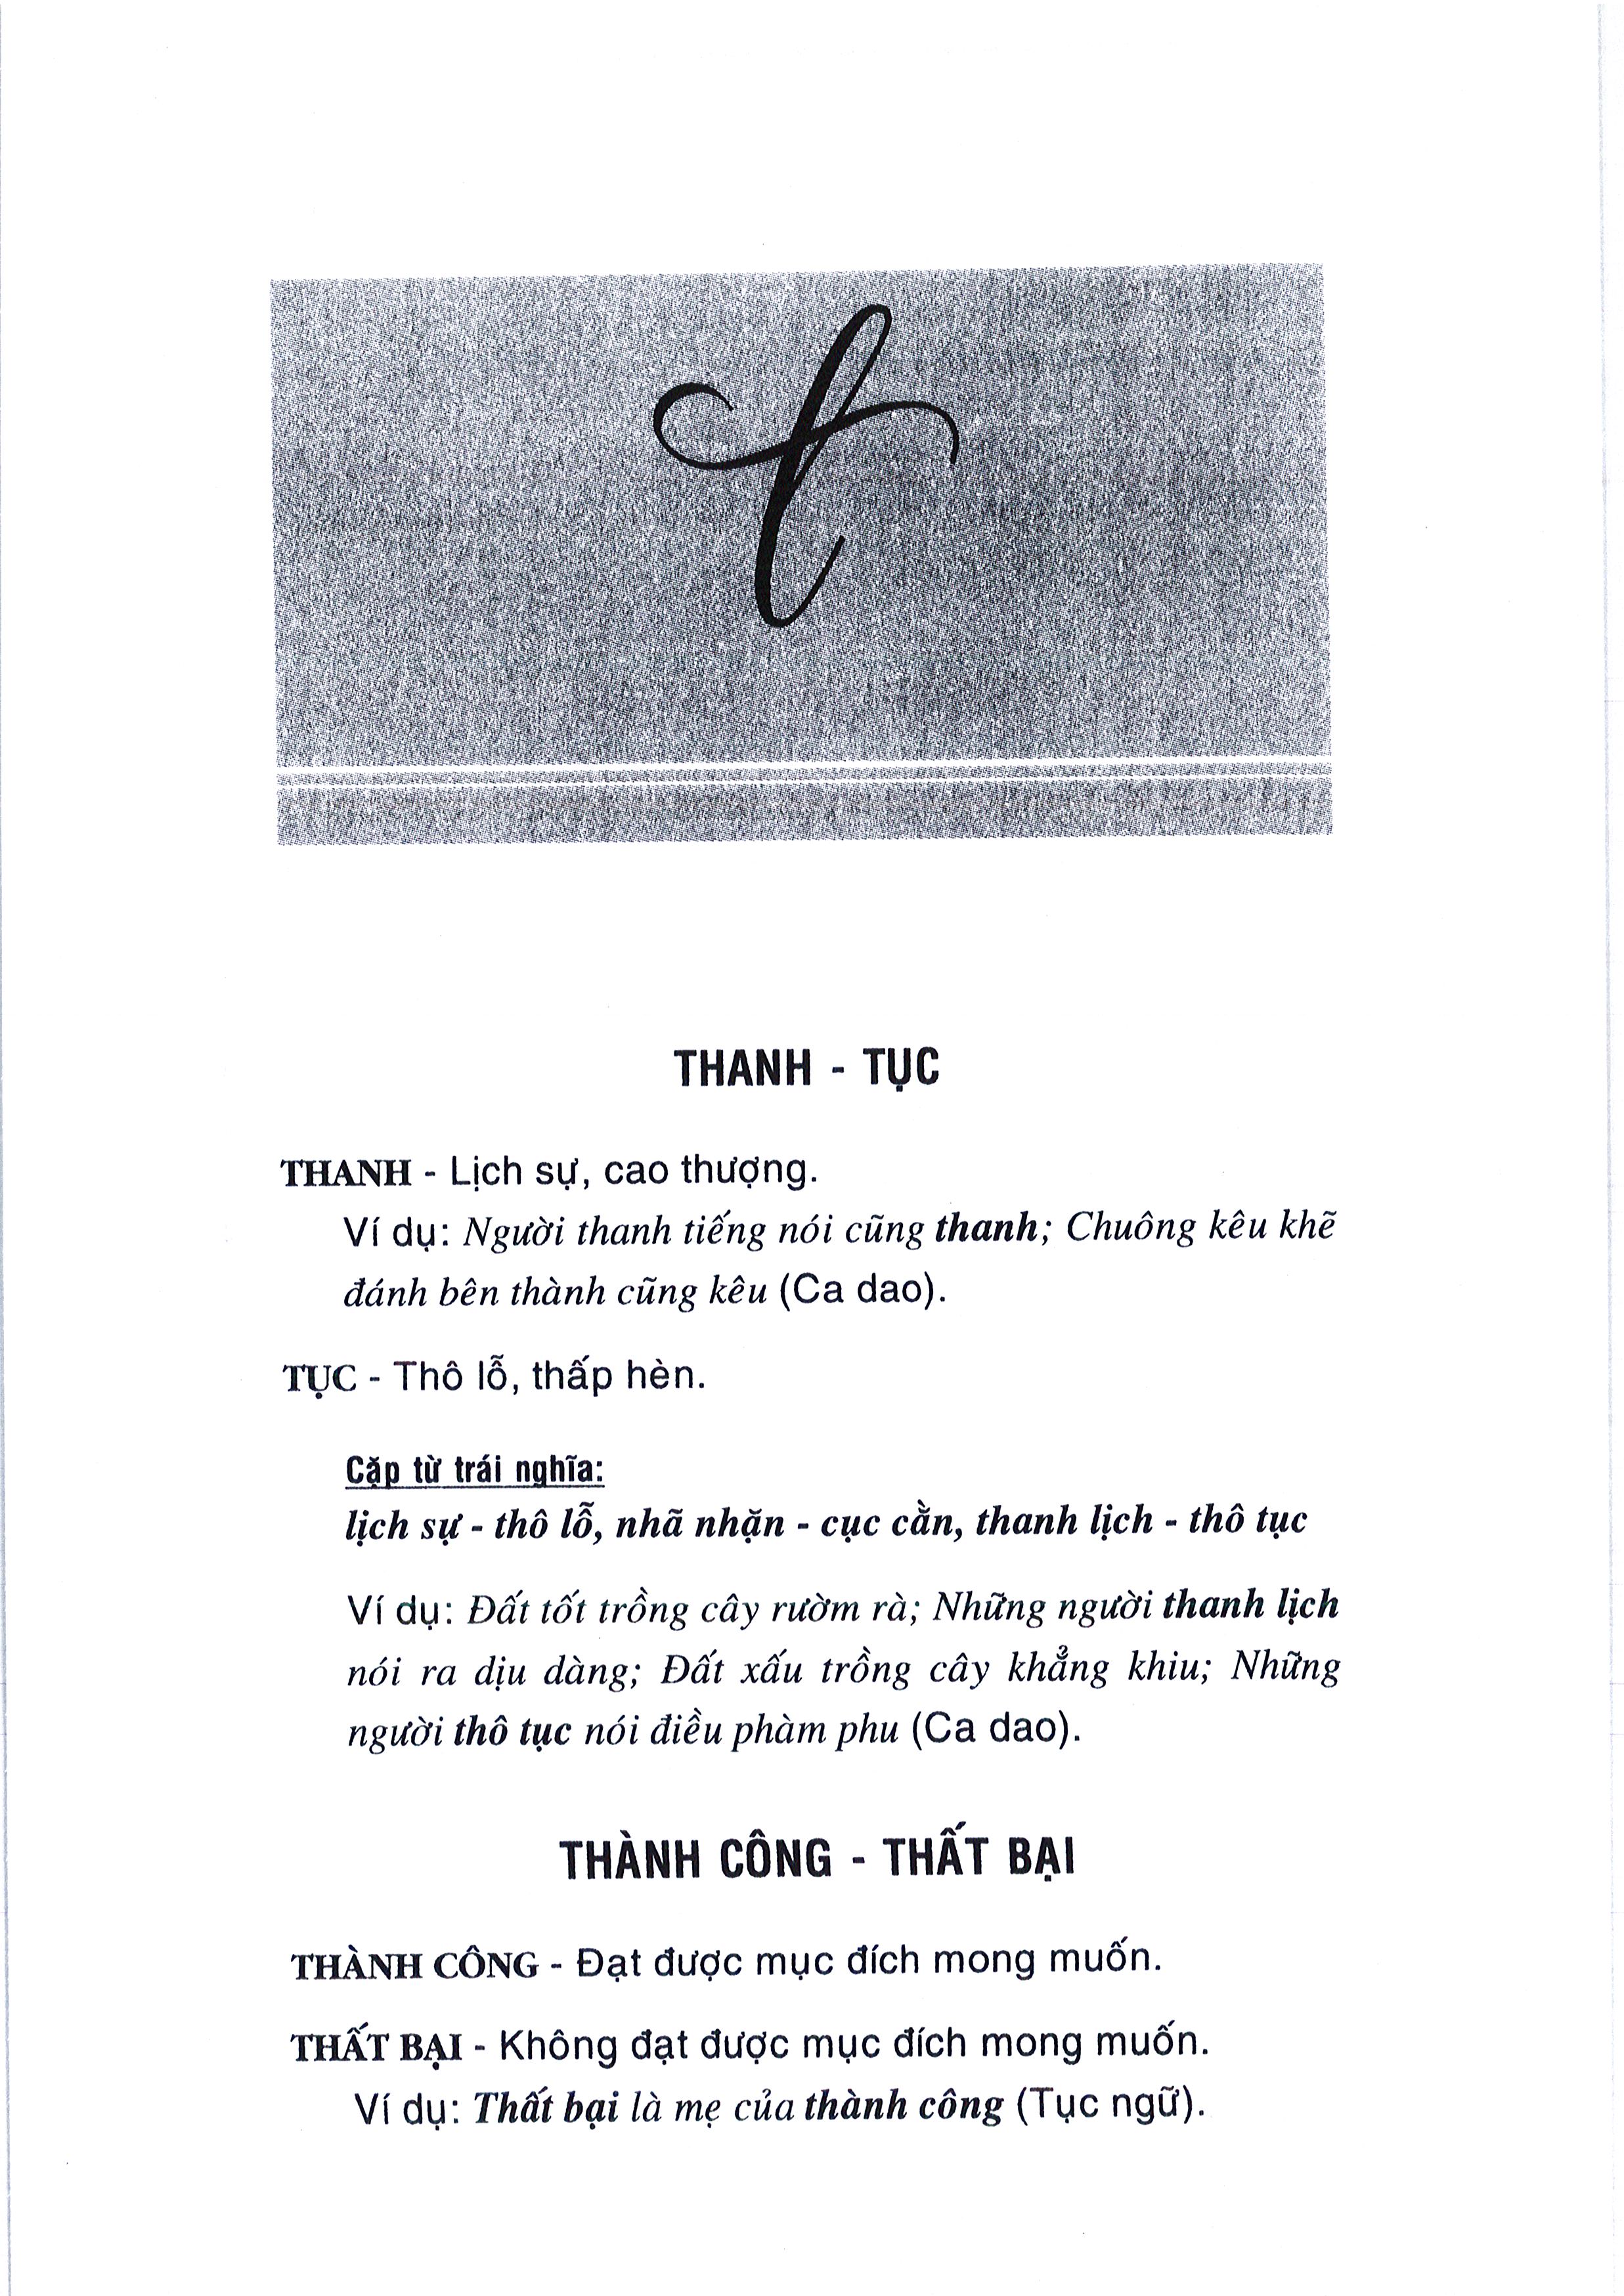 t
THANH - TỤC
THANH - Lịch sự, cao thượng.
Ví dụ: Người thanh tiếng nói cũng thanh; Chuông kêu khẽ
đánh bên thành cũng kêu (Ca dao).
TỤC - Thô lỗ, thấp hèn.
Cặp từ trái nghĩa:
lịch sự - thô lỗ, nhã nhặn - cục cằn, thanh lịch - thô tục
Ví dụ: Đất tốt trồng cây rườm rà; Những người thanh lịch
nói ra dịu dàng; Đất xấu trồng cây khẳng khiu; Những
người thô tục nói điều phàm phu (Ca dao).
THÀNH CÔNG - THẤT BẠI
THÀNH CÔNG - Đạt được mục đích mong muốn.
THẤT BẠI - Không đạt được mục đích mong muốn.
Ví dụ: Thất bại là mẹ của thành công (Tục ngữ).